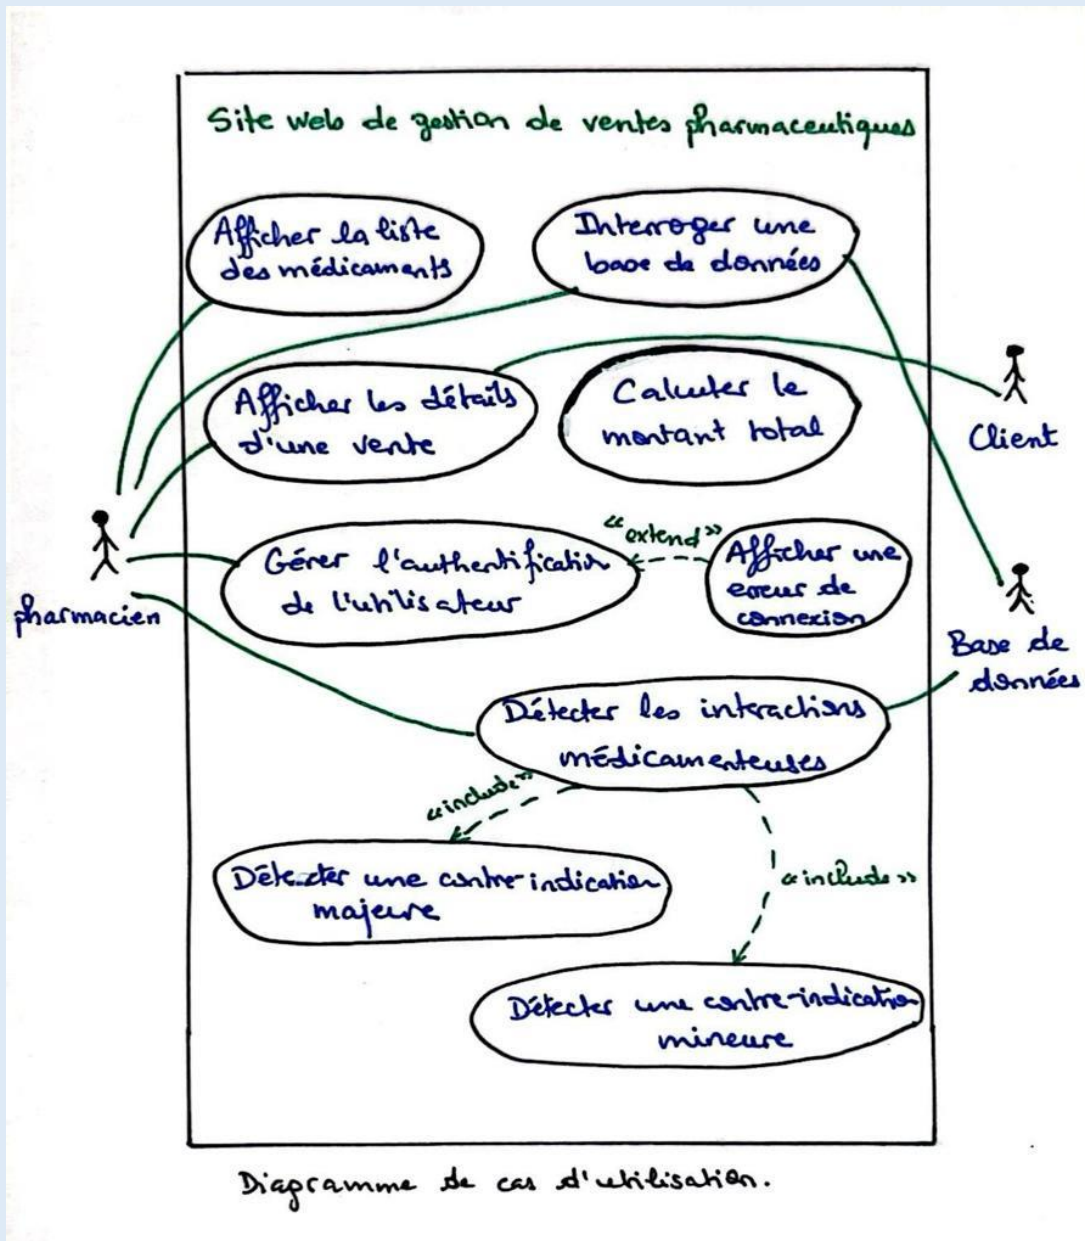 Site web de gestion de ventes pharmaceutiques
Afficher la liste
des médicaments
Interroger une
base de données
Afficher les détails
d'une vente
Calculer le
montant total
Client
Gérer l'authentification
de l'utilisateur
«extend»
Afficher une
erreur de
connexion
pharmacien
Base de
données
Détecter les interactions
médicamenteuses
«include»
Détecter une contre-indication
majeure
«include»
Détecter une contre-indication
mineure
Diagramme de cas d'utilisation.